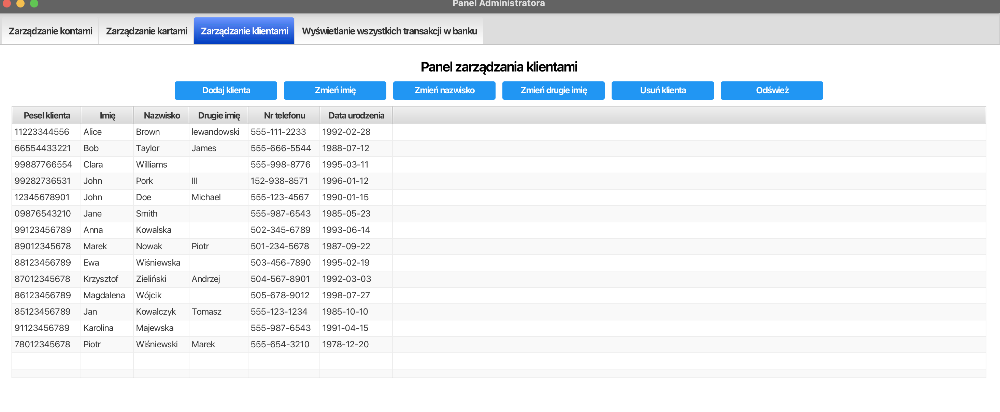 Panel Administratora
Zarządzanie kontami Zarządzanie kartami Zarządzanie klientami Wyświetlanie wszystkich transakcji w banku
Panel zarządzania klientami
Dodaj klienta Zmień imię Zmień nazwisko Zmień drugie imię Usuń klienta Odśwież
Pesel klienta Imię Nazwisko Drugie imię Nr telefonu Data urodzenia
11223344556 Alice Brown lewandowski 555-111-2233 1992-02-28
66554433221 Bob Taylor James 555-666-5544 1988-07-12
99887766554 Clara Williams 555-998-8776 1995-03-11
99282736531 John Pork III 152-938-8571 1996-01-12
12345678901 John Doe Michael 555-123-4567 1990-01-15
09876543210 Jane Smith 555-987-6543 1985-05-23
99123456789 Anna Kowalska 502-345-6789 1993-06-14
89012345678 Marek Nowak Piotr 501-234-5678 1987-09-22
88123456789 Ewa Wiśniewska 503-456-7890 1995-02-19
87012345678 Krzysztof Zieliński Andrzej 504-567-8901 1992-03-03
86123456789 Magdalena Wójcik 505-678-9012 1998-07-27
85123456789 Jan Kowalczyk Tomasz 555-123-1234 1985-10-10
91123456789 Karolina Majewska 555-987-6543 1991-04-15
78012345678 Piotr Wiśniewski Marek 555-654-3210 1978-12-20